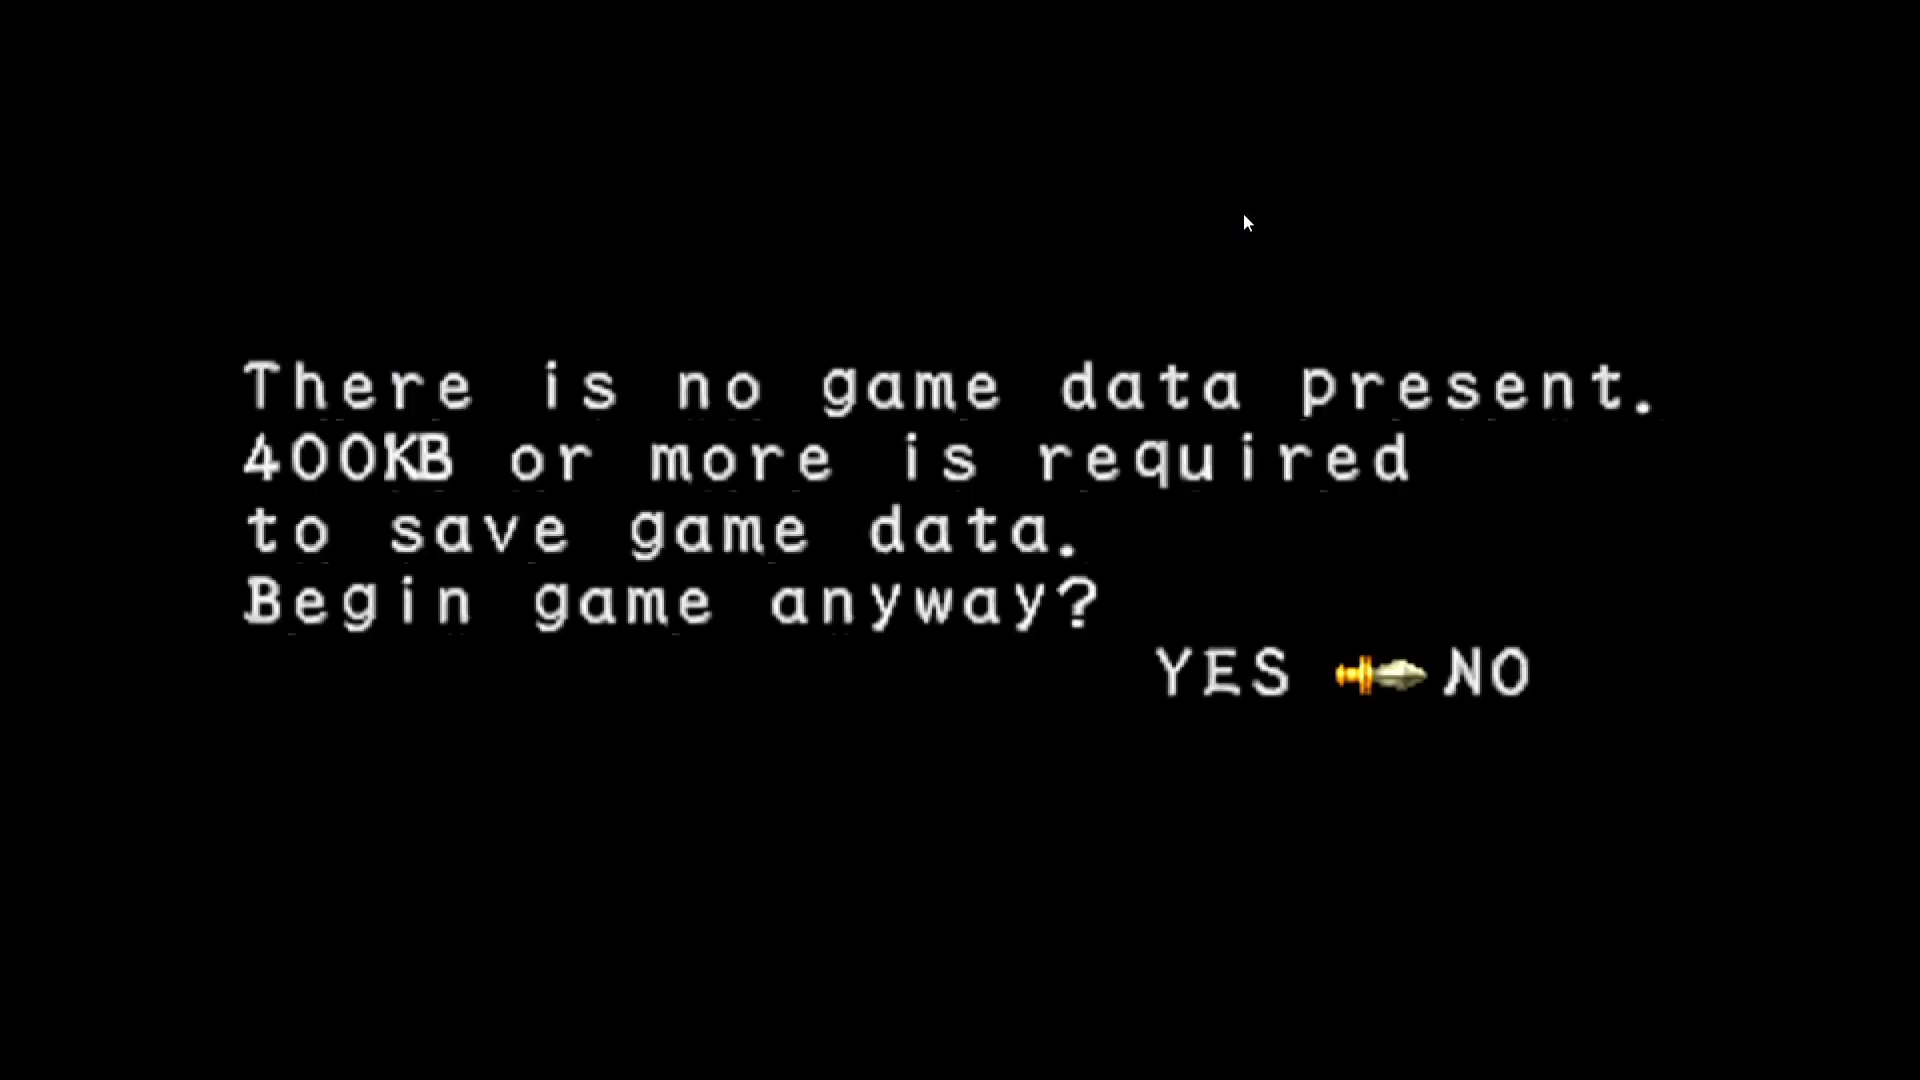 There is no game data present.
400KB or more is required
to save game data.
Begin game anyway?
YES NO